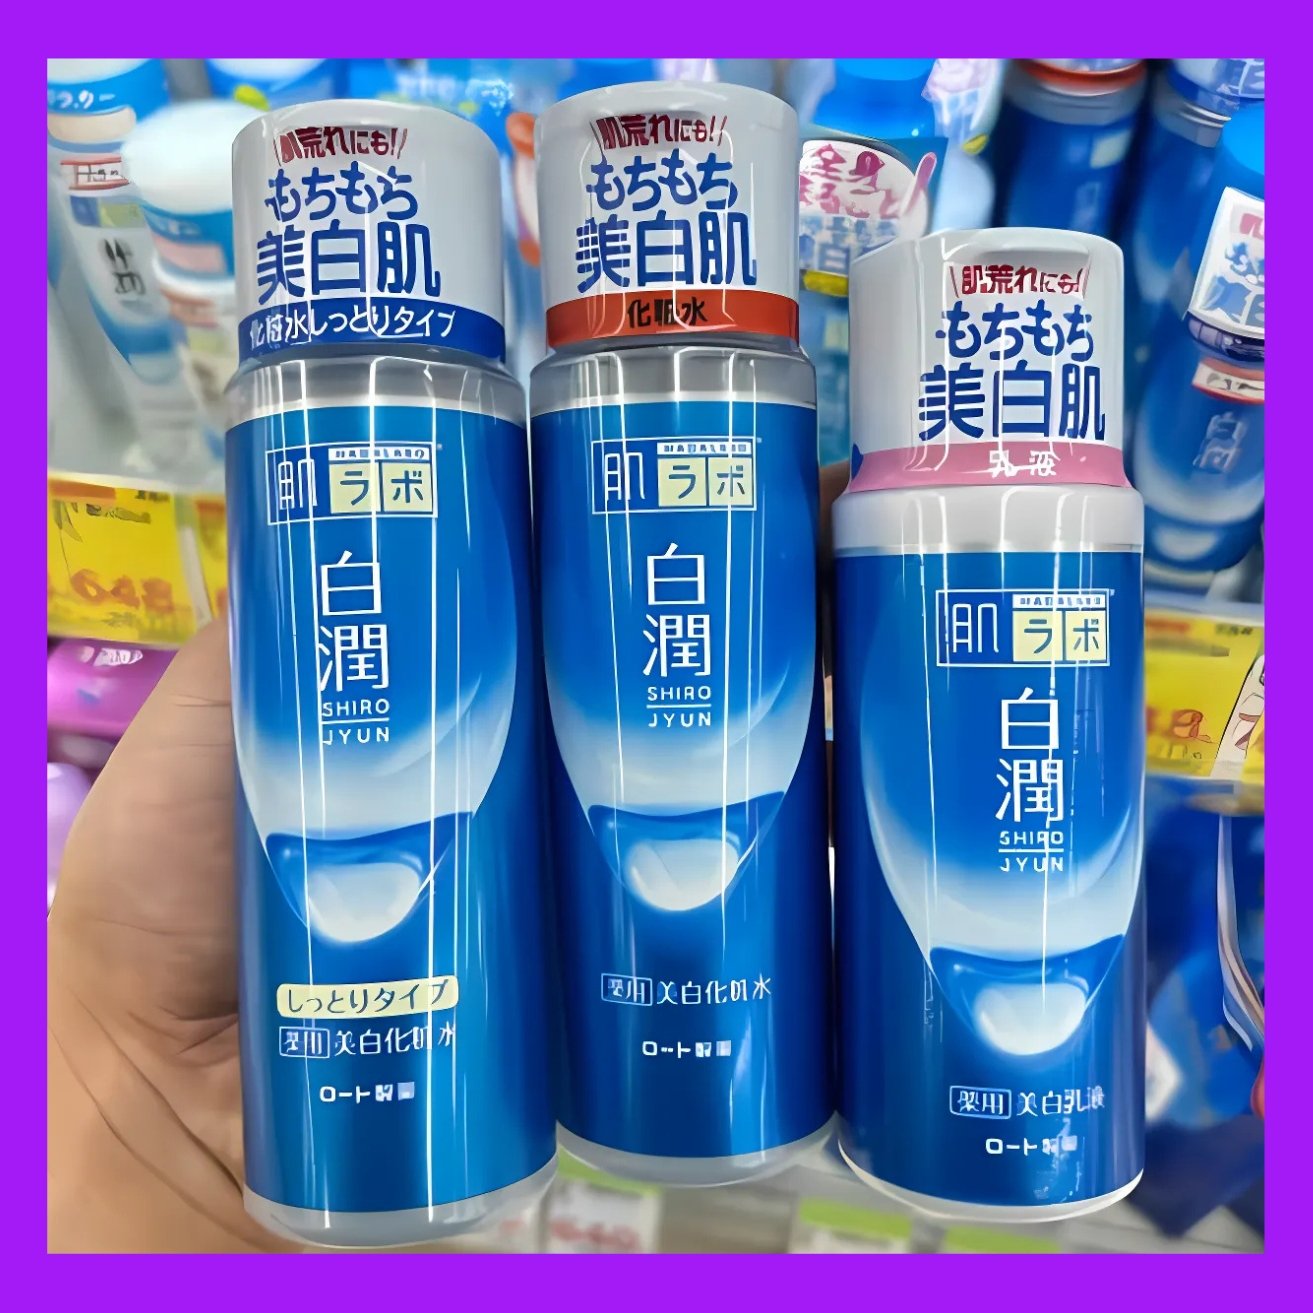 肌荒れにも!
もちもち
美白肌
化粧水しっとりタイプ
肌ラボ
HADALABO
白潤
SHIRO
JYUN
しっとりタイプ
薬用 美白化粧水
ロート製薬
肌荒れにも!
もちもち
美白肌
化粧水
肌ラボ
HADALABO
白潤
SHIRO
JYUN
薬用 美白化粧水
ロート製薬
肌荒れにも!
もちもち
美白肌
乳液
肌ラボ
HADALABO
白潤
SHIRO
JYUN
薬用 美白乳液
ロート製薬
648